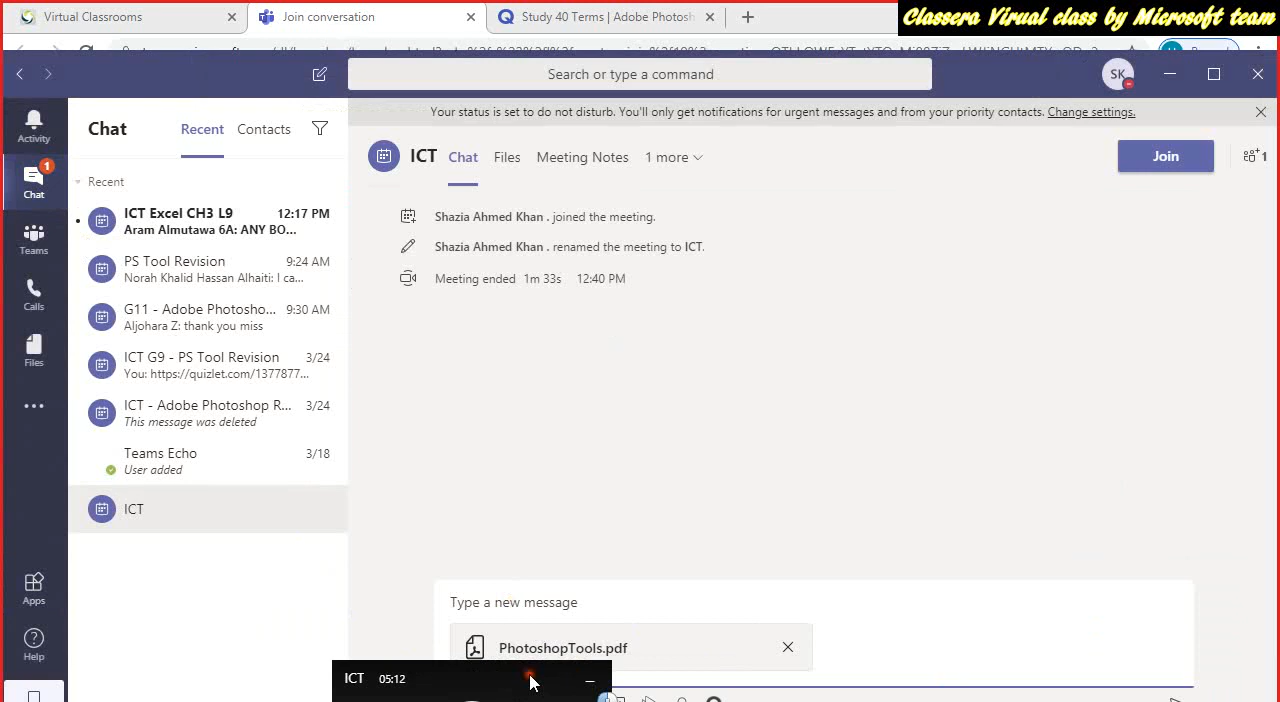 Virtual Classrooms
Join conversation
Study 40 Terms | Adobe Photosh
Classera Virual class by Microsoft team
Search or type a command
SK
Your status is set to do not disturb. You'll only get notifications for urgent messages and from your priority contacts. Change settings.
Activity
1
Chat
Teams
Calls
Files
Apps
Help
Chat
Recent
Contacts
Recent
ICT Excel CH3 L9
12:17 PM
Aram Almutawa 6A: ANY BO...
PS Tool Revision
9:24 AM
Norah Khalid Hassan Alhaiti: I ca...
G11 - Adobe Photosho...
9:30 AM
Aljohara Z: thank you miss
ICT G9 - PS Tool Revision
3/24
You: https://quizlet.com/1377877...
ICT - Adobe Photoshop R...
3/24
This message was deleted
Teams Echo
3/18
User added
ICT
ICT
Chat
Files
Meeting Notes
1 more
Join
1
Shazia Ahmed Khan . joined the meeting.
Shazia Ahmed Khan . renamed the meeting to ICT.
Meeting ended 1m 33s 12:40 PM
Type a new message
PhotoshopTools.pdf
ICT 05:12